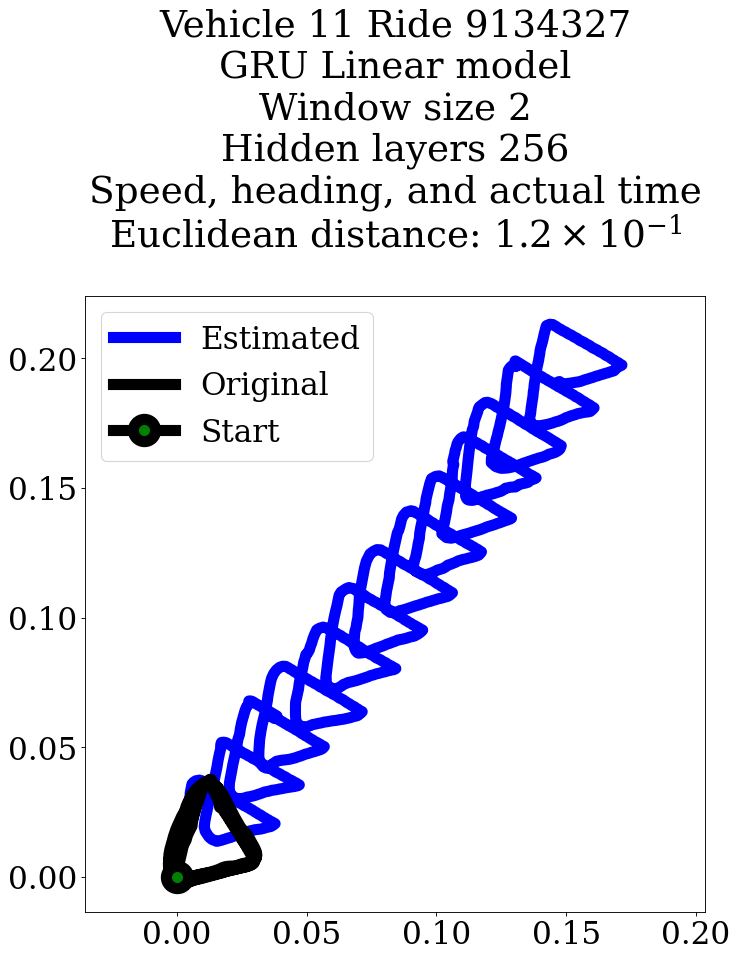 Vehicle 11 Ride 9134327
GRU Linear model
Window size 2
Hidden layers 256
Speed, heading, and actual time
Euclidean distance: 1.2 × 10⁻¹
Estimated
Original
Start
0.20
0.15
0.10
0.05
0.00
0.00 0.05 0.10 0.15 0.20